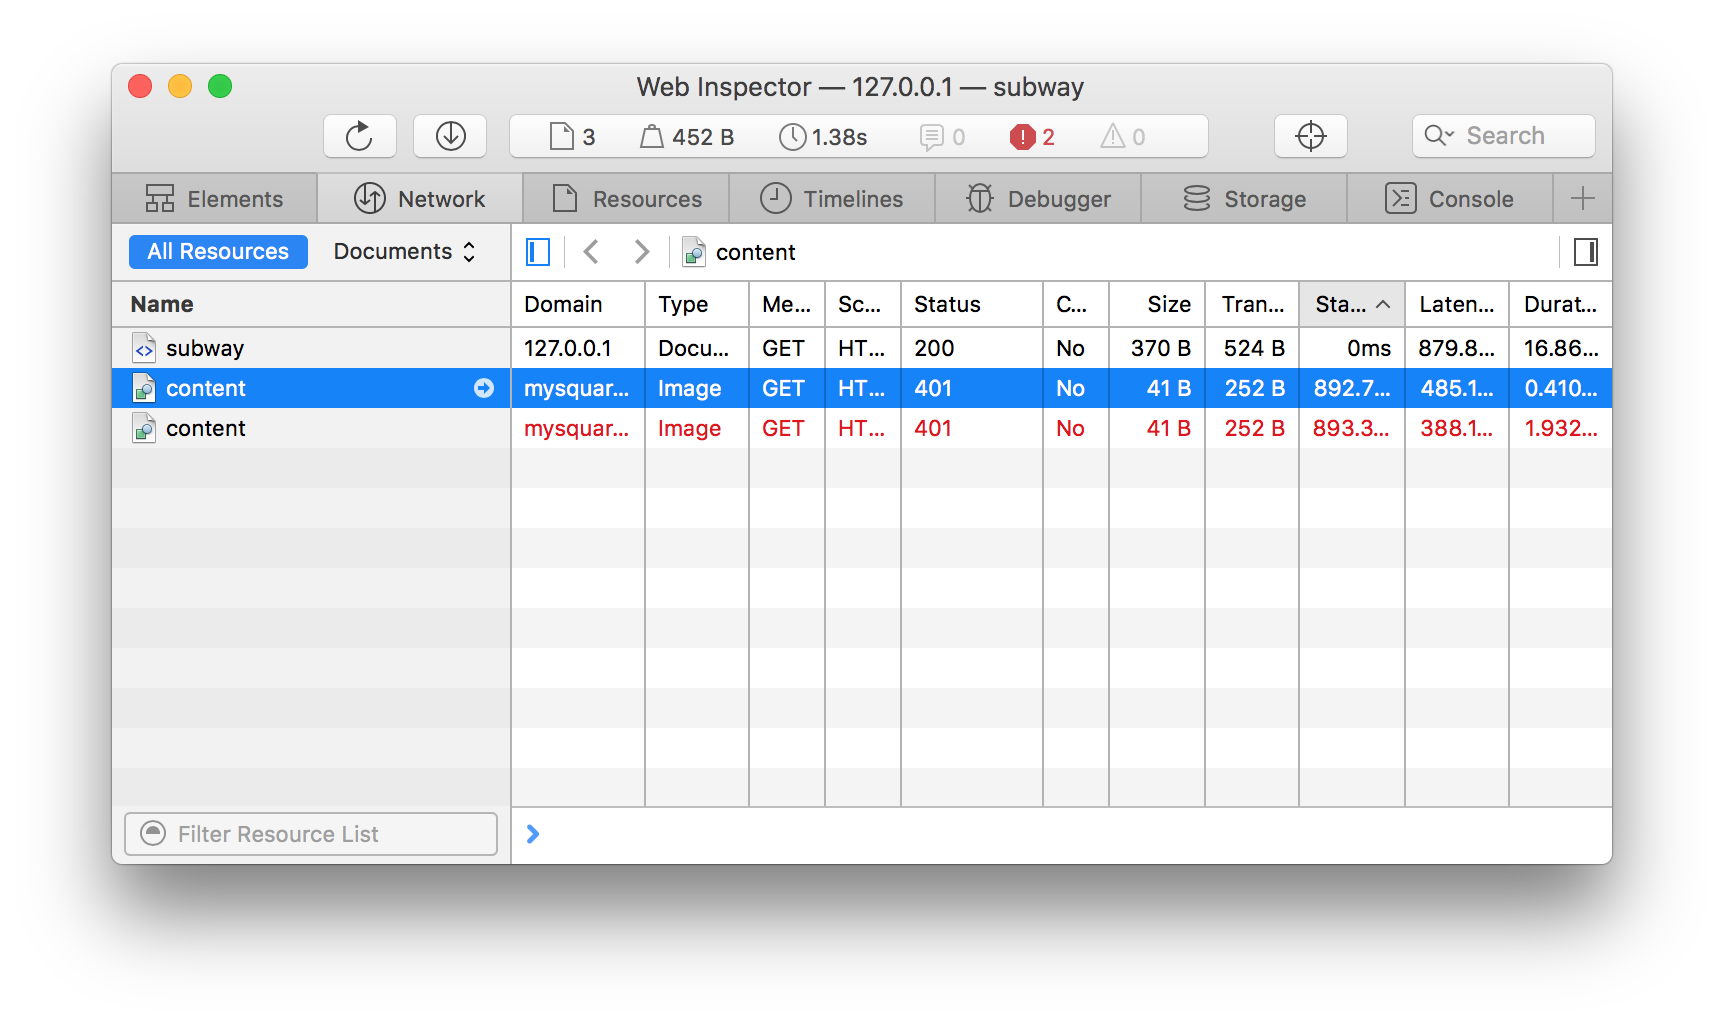 Web Inspector — 127.0.0.1 — subway
3 452 B 1.38s 0 2 0 Search
Elements Network Resources Timelines Debugger Storage Console
All Resources Documents content
Name Domain Type Me... Sc... Status C... Size Tran... Sta... Laten... Durat...
subway 127.0.0.1 Docu... GET HT... 200 No 370 B 524 B 0ms 879.8... 16.86...
content mysquar... Image GET HT... 401 No 41 B 252 B 892.7... 485.1... 0.410...
content mysquar... Image GET HT... 401 No 41 B 252 B 893.3... 388.1... 1.932...
Filter Resource List